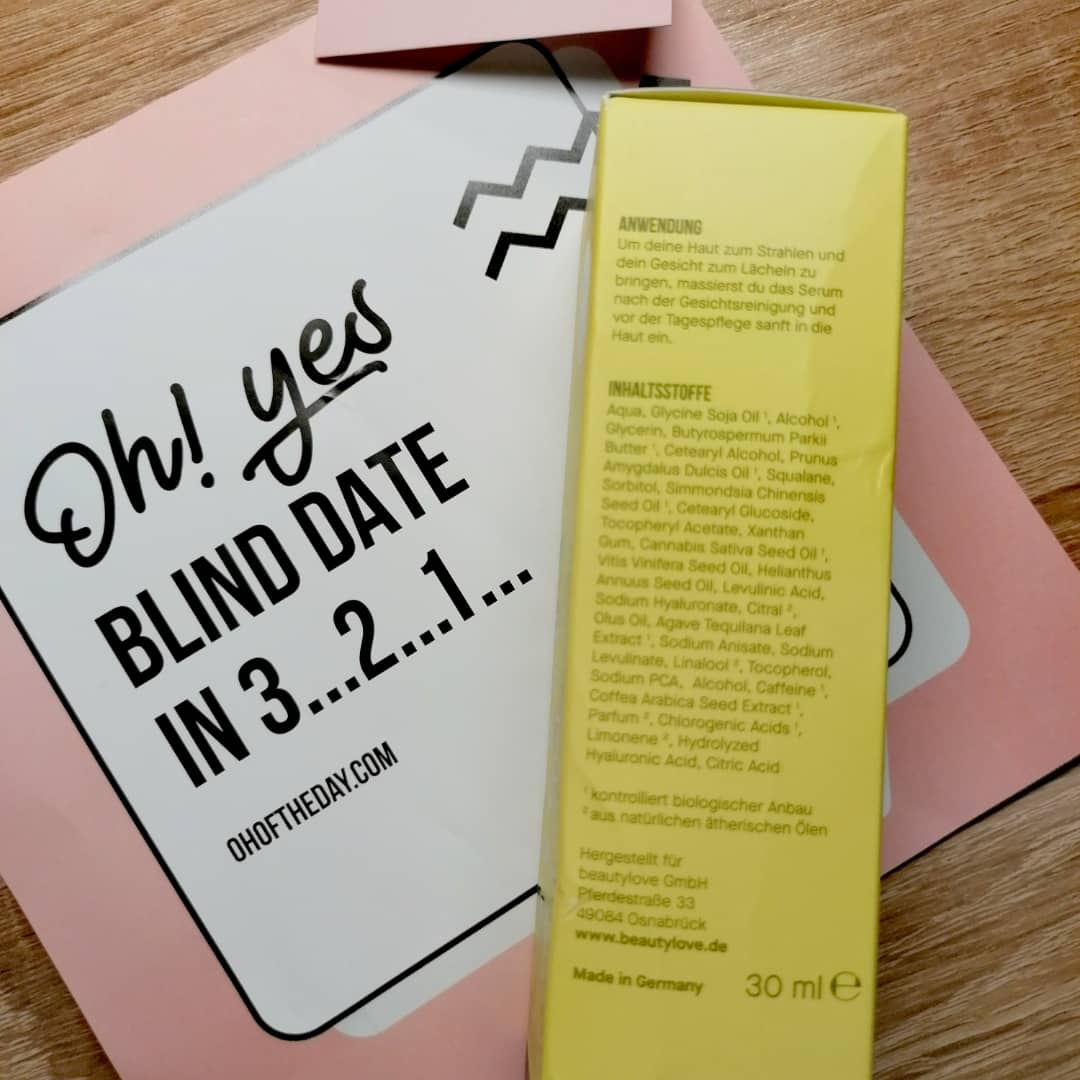 Oh! yes
BLIND DATE
IN 3...2...1...
OHOFTHEDAY.COM
ANWENDUNG
Um deine Haut zum Strahlen und
dein Gesicht zum Lächeln zu
bringen, massierst du das Serum
nach der Gesichtsreinigung und
vor der Tagespflege sanft in die
Haut ein.
INHALTSSTOFFE
Aqua, Glycine Soja Oil ¹, Alcohol ¹,
Glycerin, Butyrospermum Parkii
Butter ¹, Cetearyl Alcohol, Prunus
Amygdalus Dulcis Oil ¹, Squalane,
Sorbitol, Simmondsia Chinensis
Seed Oil ¹, Cetearyl Glucoside,
Tocopheryl Acetate, Xanthan
Gum, Cannabis Sativa Seed Oil ¹,
Vitis Vinifera Seed Oil, Helianthus
Annuus Seed Oil, Levulinic Acid,
Sodium Hyaluronate, Citral ²,
Olus Oil, Agave Tequilana Leaf
Extract ¹, Sodium Anisate, Sodium
Levulinate, Linalool ², Tocopherol,
Sodium PCA, Alcohol, Caffeine ¹,
Coffea Arabica Seed Extract ¹,
Parfum ², Chlorogenic Acids ¹,
Limonene ², Hydrolyzed
Hyaluronic Acid, Citric Acid
¹ kontrolliert biologischer Anbau
² aus natürlichen ätherischen Ölen
Hergestellt für
beautylove GmbH
Pferdestraße 33
49084 Osnabrück
www.beautylove.de
Made in Germany 30 ml ℮